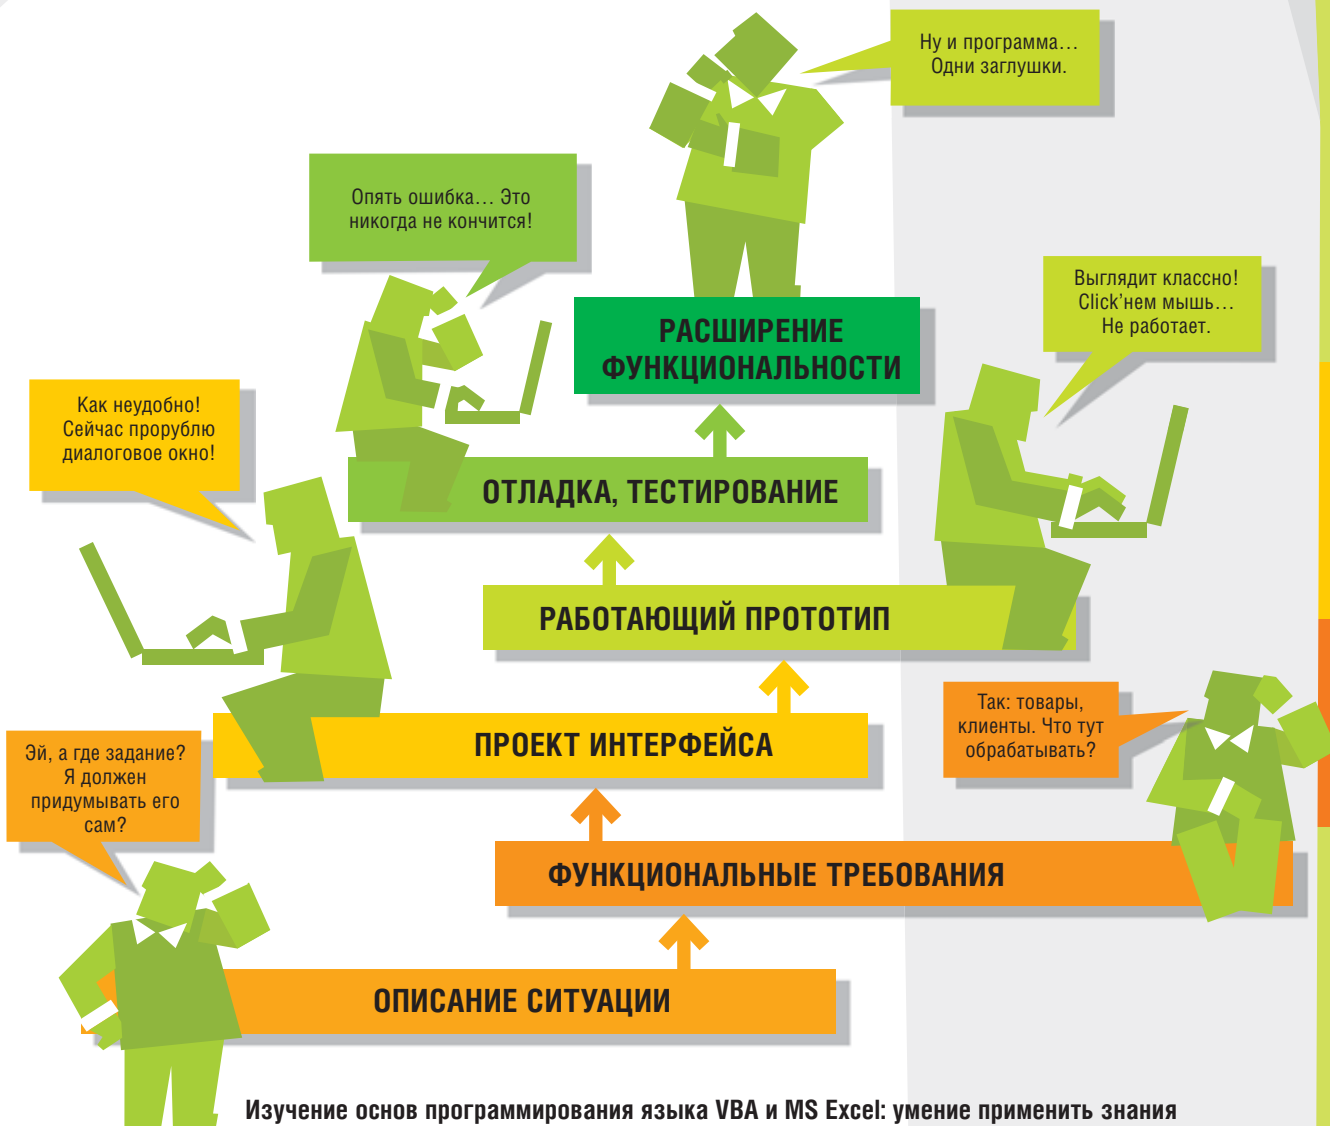 Ну и программа…
Одни заглушки.
Опять ошибка… Это
никогда не кончится!
Выглядит классно!
Click’нем мышь…
Не работает.
РАСШИРЕНИЕ
ФУНКЦИОНАЛЬНОСТИ
Как неудобно!
Сейчас прорублю
диалоговое окно!
ОТЛАДКА, ТЕСТИРОВАНИЕ
РАБОТАЮЩИЙ ПРОТОТИП
Так: товары,
клиенты. Что тут
обрабатывать?
ПРОЕКТ ИНТЕРФЕЙСА
Эй, а где задание?
Я должен
придумывать его
сам?
ФУНКЦИОНАЛЬНЫЕ ТРЕБОВАНИЯ
ОПИСАНИЕ СИТУАЦИИ
Изучение основ программирования языка VBA и MS Excel: умение применить знания